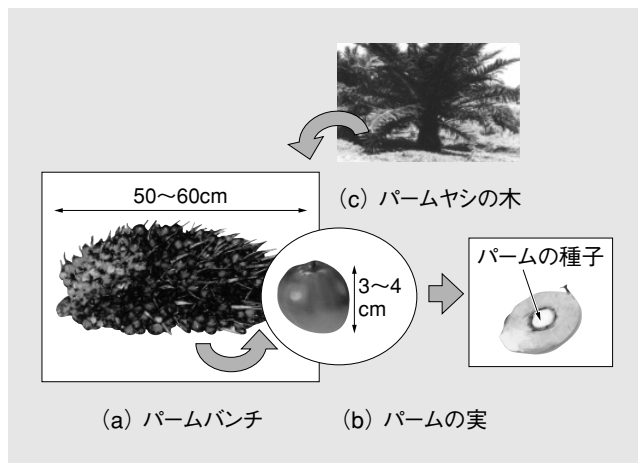 (c) パームヤシの木
50〜60cm
3〜4
cm
パームの種子
(a) パームバンチ
(b) パームの実